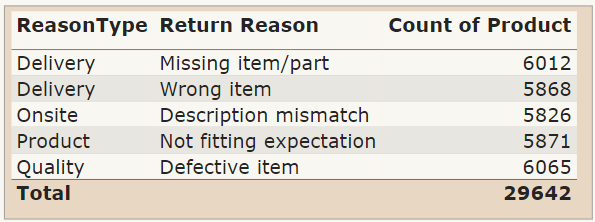 ReasonType Return Reason Count of Product
Delivery Missing item/part 6012
Delivery Wrong item 5868
Onsite Description mismatch 5826
Product Not fitting expectation 5871
Quality Defective item 6065
Total 29642